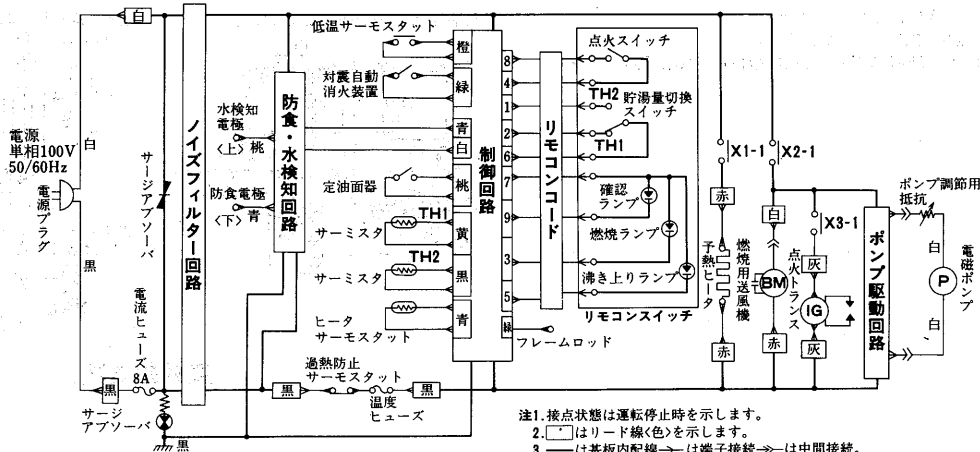 電源
単相100V
50/60Hz
電源プラグ
白
白
黒
黒
電流ヒューズ
8A
サージ
アブソーバ
サージアブソーバ
黒
ノイズフィルター回路
水検知
電極
〈上〉桃
防食電極
〈下〉青
防食・水検知回路
低温サーモスタット
対震自動
消火装置
定油面器
TH1
サーミスタ
TH2
サーミスタ
ヒータ
サーモスタット
過熱防止
サーモスタット
黒
温度
ヒューズ
黒
橙
緑
青
白
桃
黄
黒
青
制御回路
8
4
1
2
6
7
9
3
5
緑
フレームロッド
リモコンコード
点火スイッチ
TH2
貯湯量切換
スイッチ
TH1
確認
ランプ
燃焼ランプ
沸き上りランプ
リモコンスイッチ
X1-1
赤
予熱ヒータ
赤
X2-1
白
燃焼用送風機
BM
赤
X3-1
灰
点火トランス
IG
灰
ポンプ駆動回路
ポンプ調節用
抵抗
白
電磁ポンプ
P
白
注1.接点状態は運転停止時を示します。
2.はリード線〈色〉を示します。
3.は基板内配線は端子接続は中間接続。